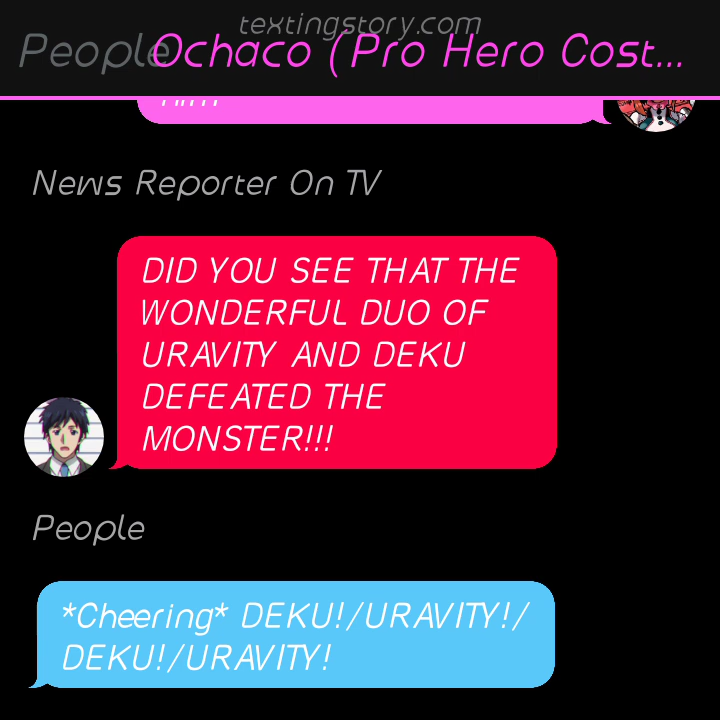 textingstory.com
People
Ochaco (Pro Hero Cost...
News Reporter On TV
DID YOU SEE THAT THE
WONDERFUL DUO OF
URAVITY AND DEKU
DEFEATED THE
MONSTER!!!
People
*Cheering* DEKU!/URAVITY!/
DEKU!/URAVITY!